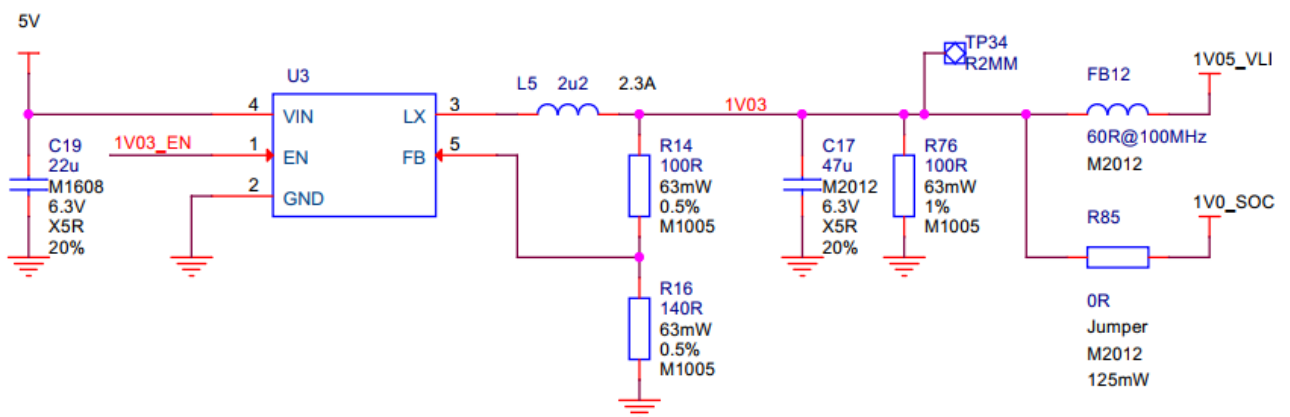 5V
U3
4
VIN
LX
3
1V03_EN
1
EN
FB
5
2
GND
C19
22u
M1608
6.3V
X5R
20%
L5 2u2 2.3A
1V03
R14
100R
63mW
0.5%
M1005
R16
140R
63mW
0.5%
M1005
C17
47u
M2012
6.3V
X5R
20%
R76
100R
63mW
1%
M1005
TP34
R2MM
FB12
60R@100MHz
M2012
1V05_VLI
R85
0R
Jumper
M2012
125mW
1V0_SOC